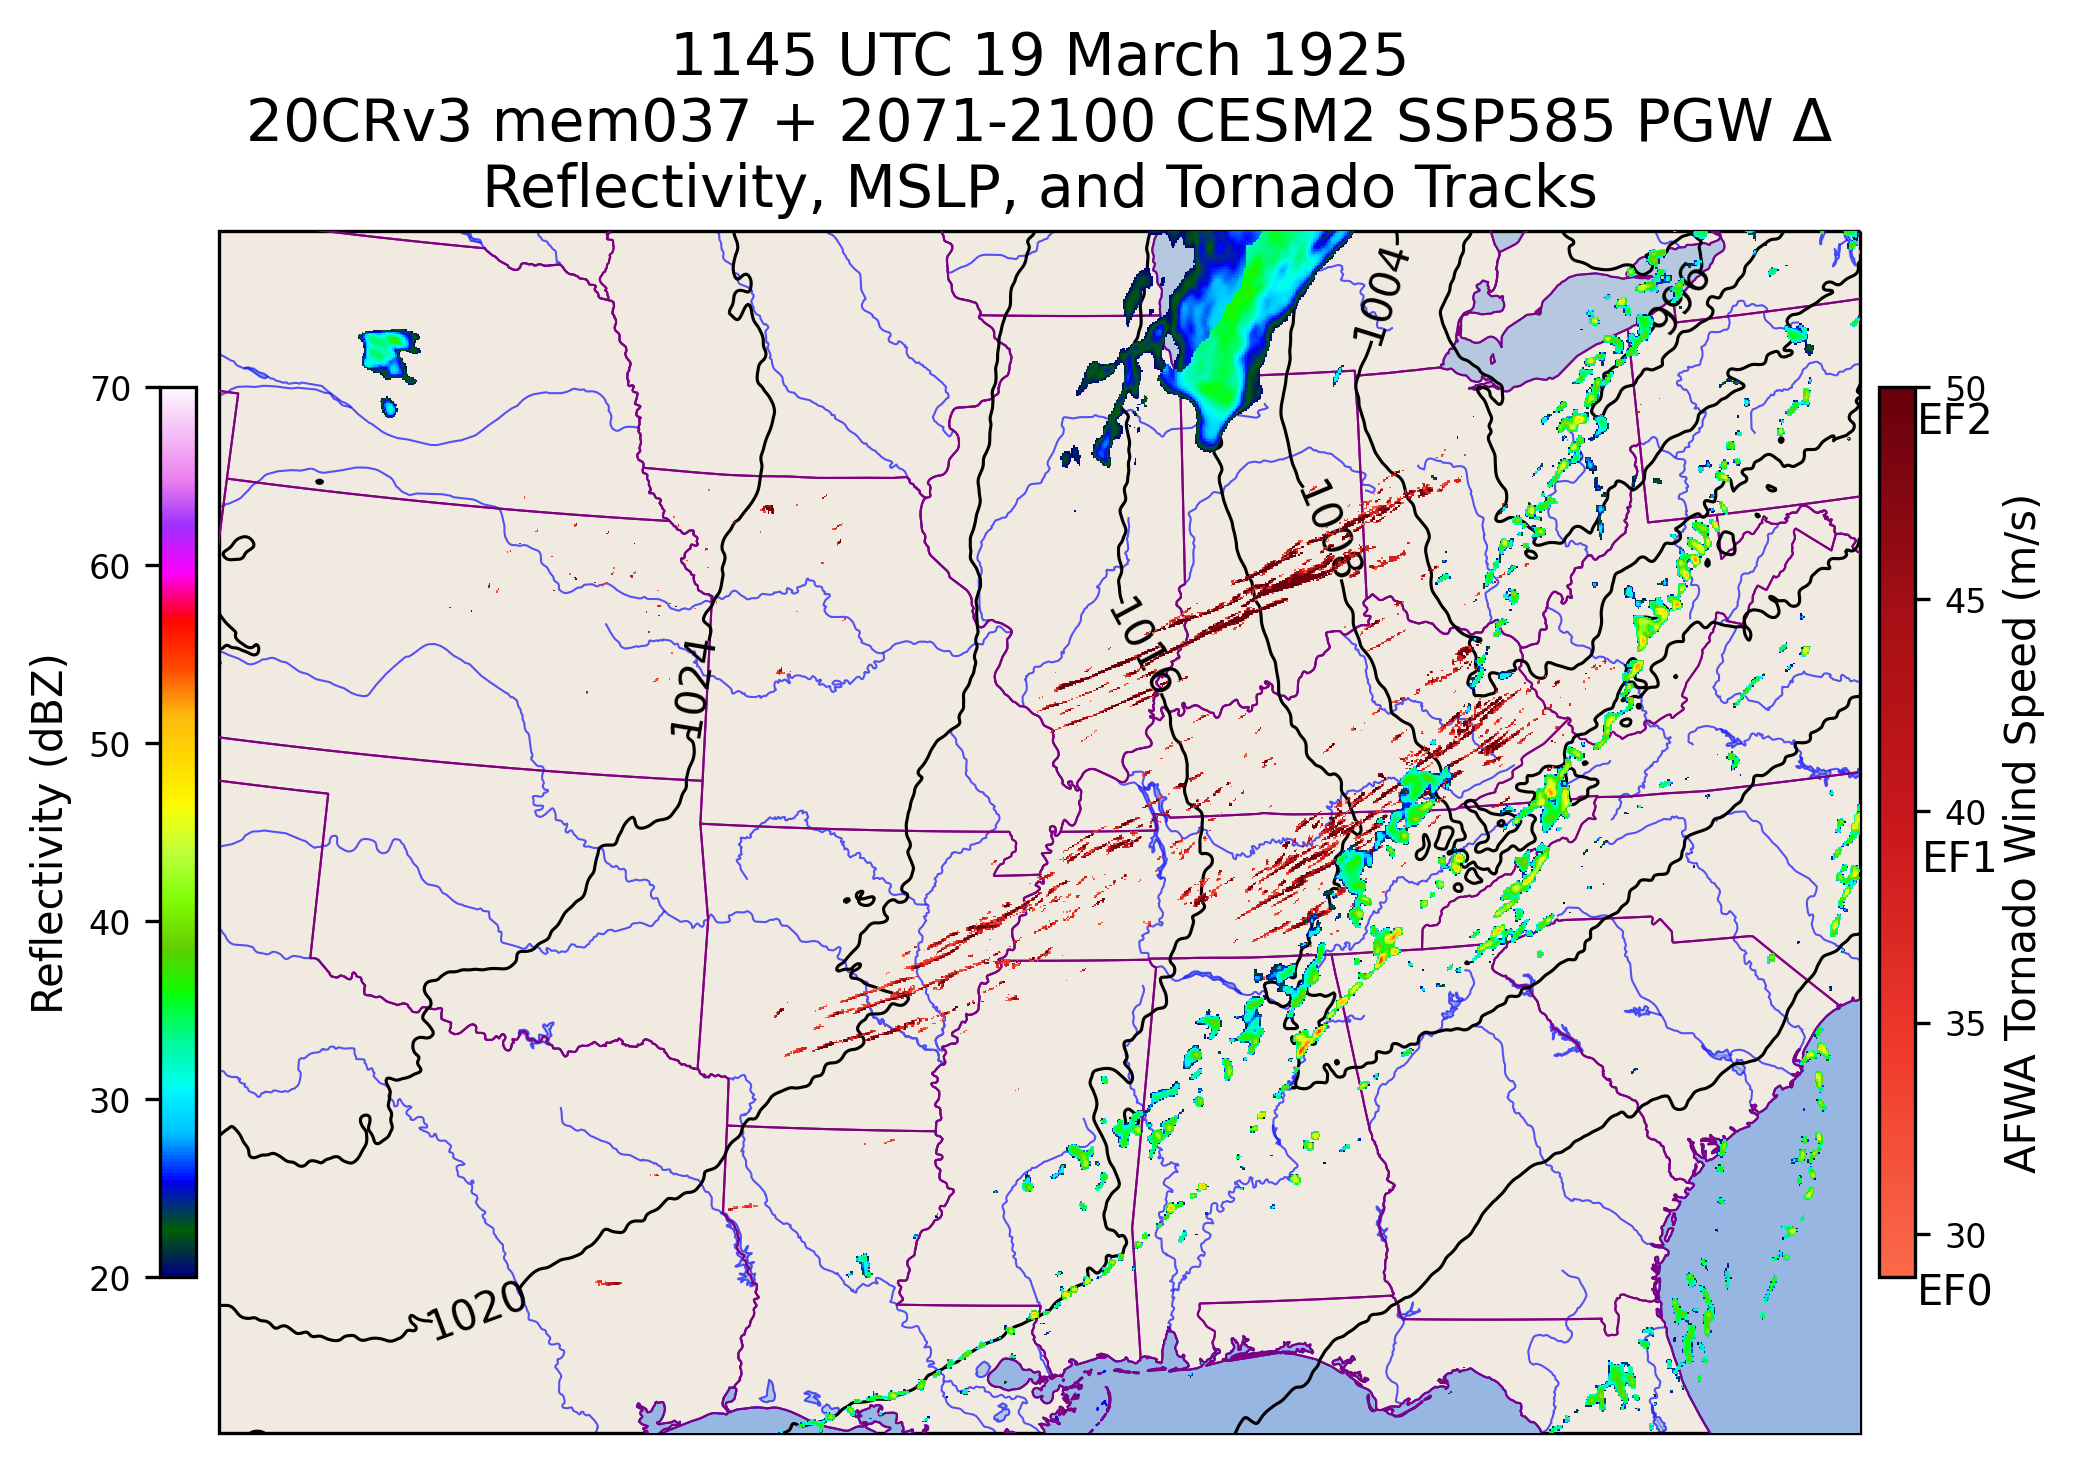 1145 UTC 19 March 1925
20CRv3 mem037 + 2071-2100 CESM2 SSP585 PGW Δ
Reflectivity, MSLP, and Tornado Tracks
Reflectivity (dBZ)
70
60
50
40
30
20
1004
996
1008
1016
1024
1020
50
EF2
45
40
EF1
35
30
EF0
AFWA Tornado Wind Speed (m/s)